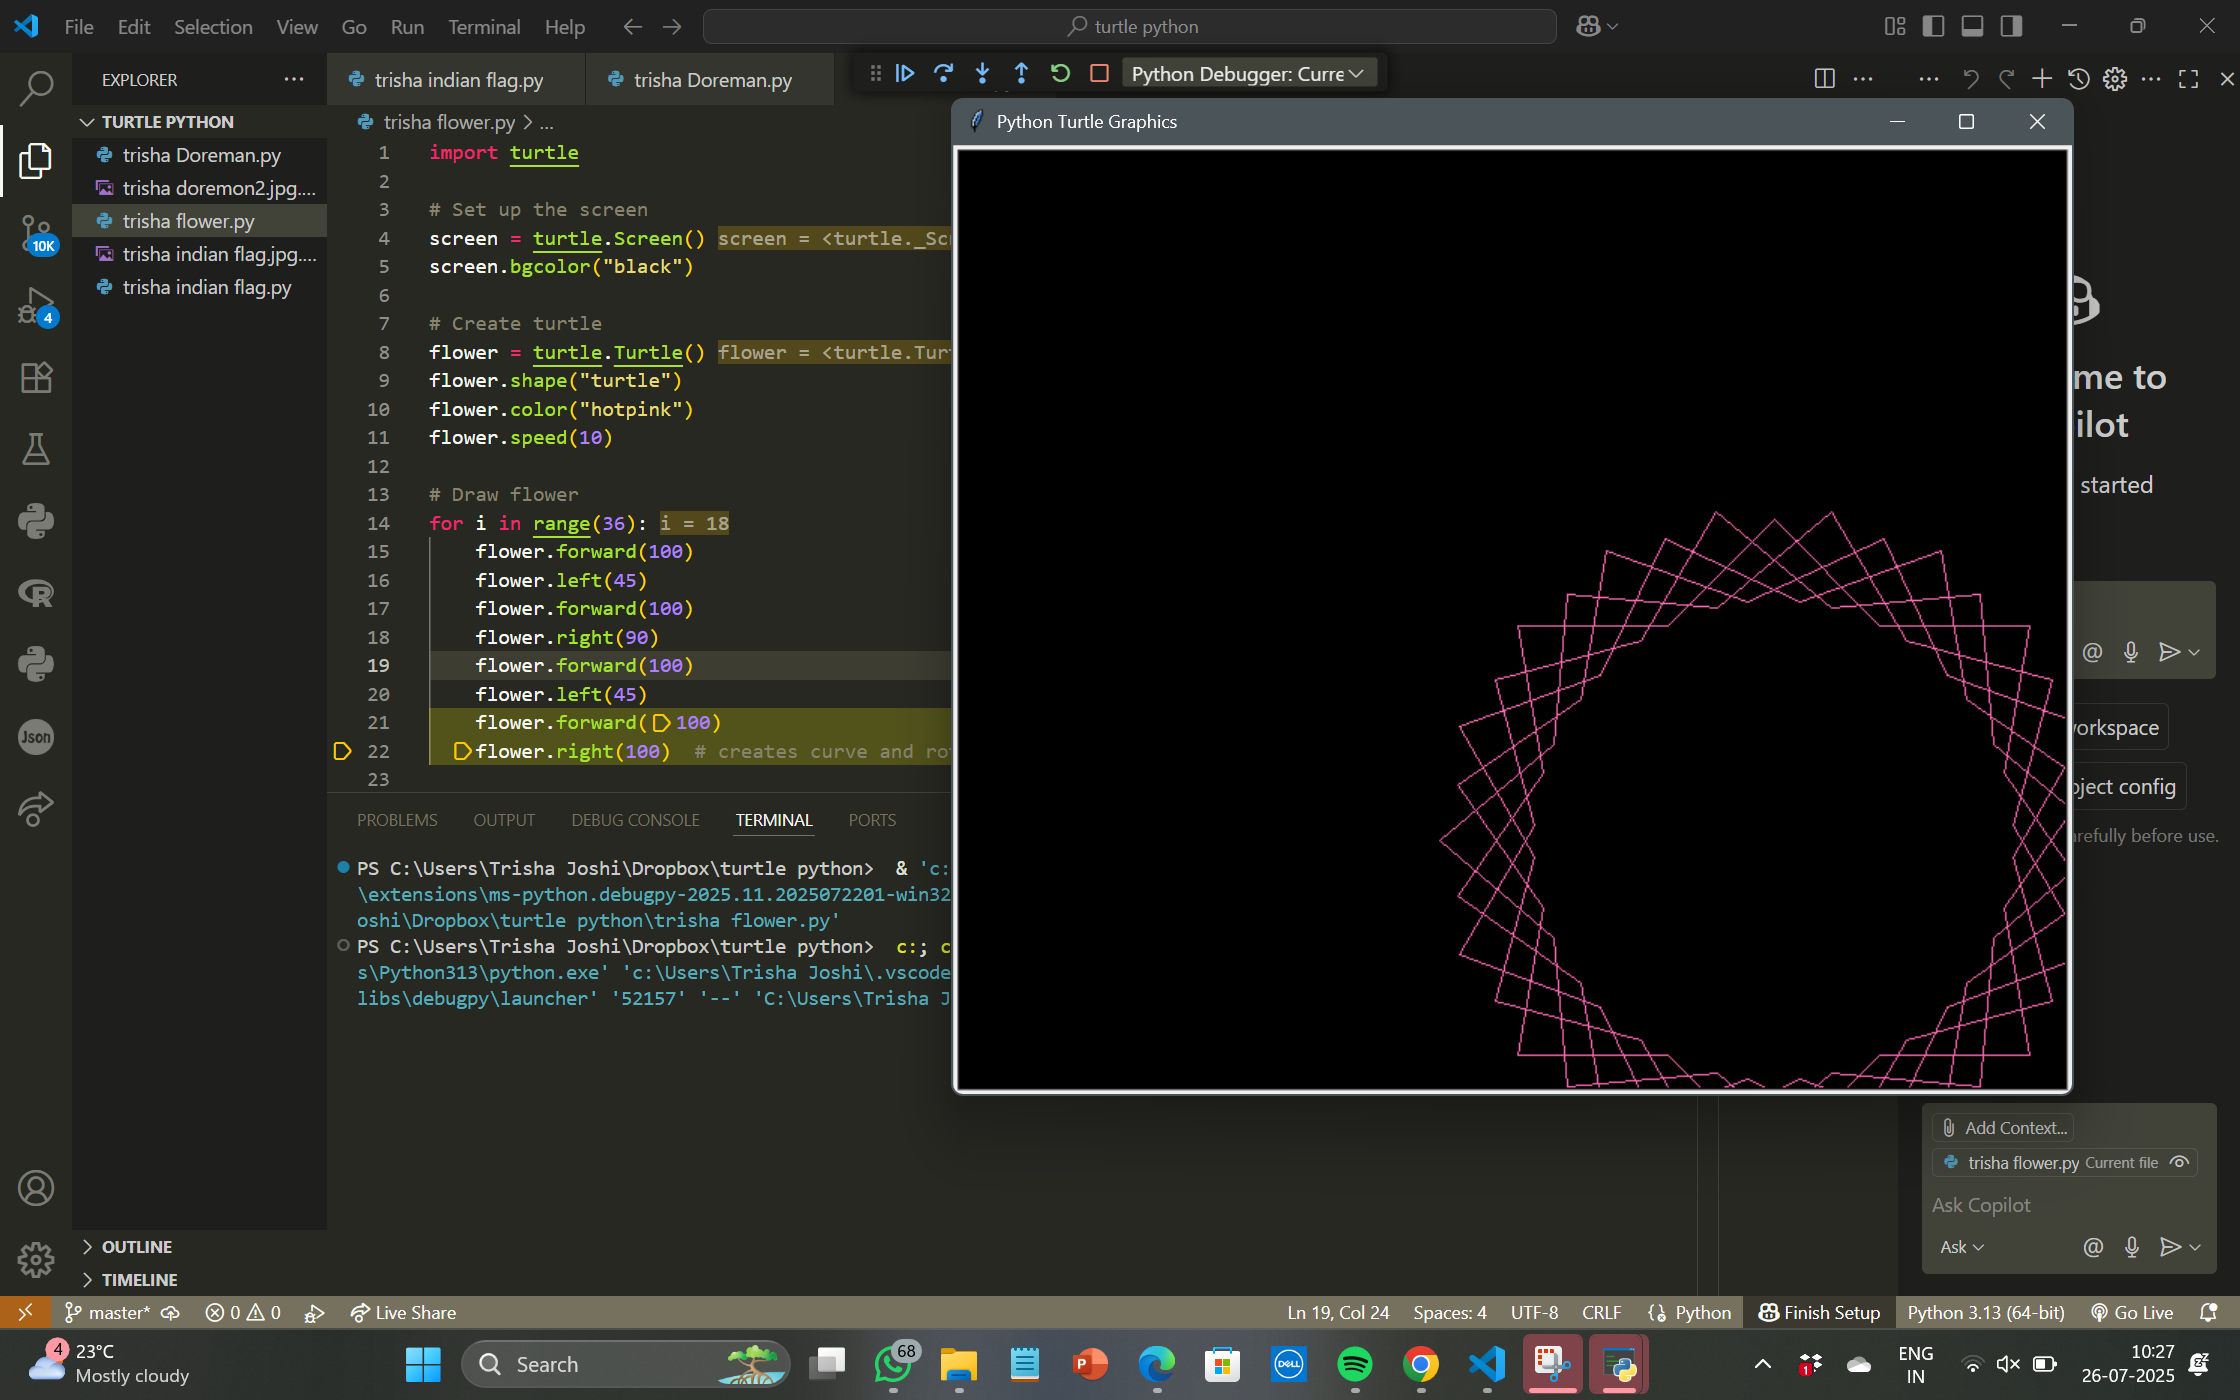 File Edit Selection View Go Run Terminal Help
turtle python
EXPLORER
TURTLE PYTHON
trisha Doreman.py
trisha doremon2.jpg....
trisha flower.py
trisha indian flag.jpg....
trisha indian flag.py
10K
4
Json
OUTLINE
TIMELINE
trisha indian flag.py
trisha Doreman.py
Python Debugger: Curre
trisha flower.py > ...
1 import turtle
2
3 # Set up the screen
4 screen = turtle.Screen() screen = <turtle._Sc
5 screen.bgcolor("black")
6
7 # Create turtle
8 flower = turtle.Turtle() flower = <turtle.Tur
9 flower.shape("turtle")
10 flower.color("hotpink")
11 flower.speed(10)
12
13 # Draw flower
14 for i in range(36): i = 18
15 flower.forward(100)
16 flower.left(45)
17 flower.forward(100)
18 flower.right(90)
19 flower.forward(100)
20 flower.left(45)
21 flower.forward(100)
22 flower.right(100) # creates curve and ro
23
PROBLEMS OUTPUT DEBUG CONSOLE TERMINAL PORTS
PS C:\Users\Trisha Joshi\Dropbox\turtle python> & 'c:
\extensions\ms-python.debugpy-2025.11.2025072201-win32
oshi\Dropbox\turtle python\trisha flower.py'
PS C:\Users\Trisha Joshi\Dropbox\turtle python> c:; c
s\Python313\python.exe' 'c:\Users\Trisha Joshi\.vscode
libs\debugpy\launcher' '52157' '--' 'C:\Users\Trisha J
Python Turtle Graphics
me to
ilot
started
@
orkspace
ject config
arefully before use.
Add Context...
trisha flower.py Current file
Ask Copilot
Ask @
master* 0 0 Live Share
Ln 19, Col 24 Spaces: 4 UTF-8 CRLF Python Finish Setup Python 3.13 (64-bit) Go Live
4
23°C
Mostly cloudy
Search
68
P
DELL
1
ENG
IN
10:27
26-07-2025